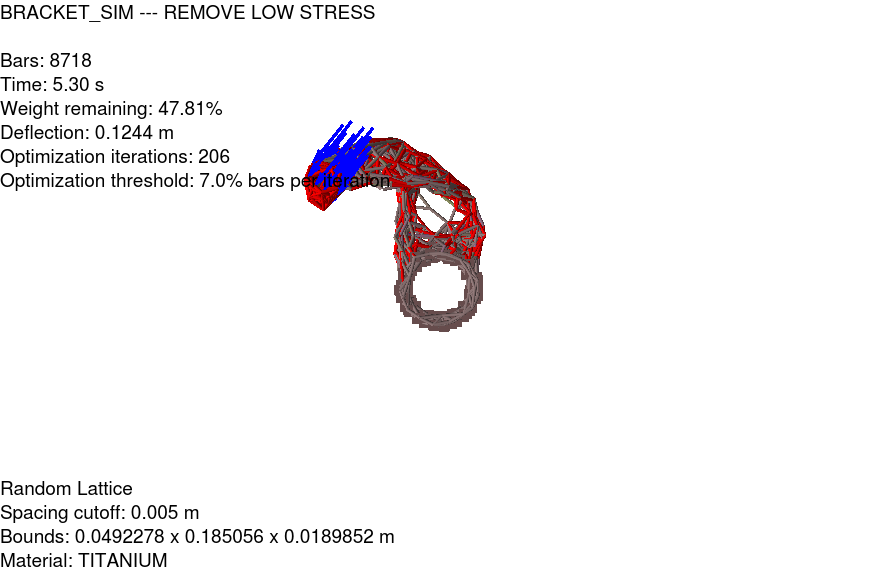 BRACKET_SIM --- REMOVE LOW STRESS
Bars: 8718
Time: 5.30 s
Weight remaining: 47.81%
Deflection: 0.1244 m
Optimization iterations: 206
Optimization threshold: 7.0% bars per iteration
Random Lattice
Spacing cutoff: 0.005 m
Bounds: 0.0492278 x 0.185056 x 0.0189852 m
Material: TITANIUM